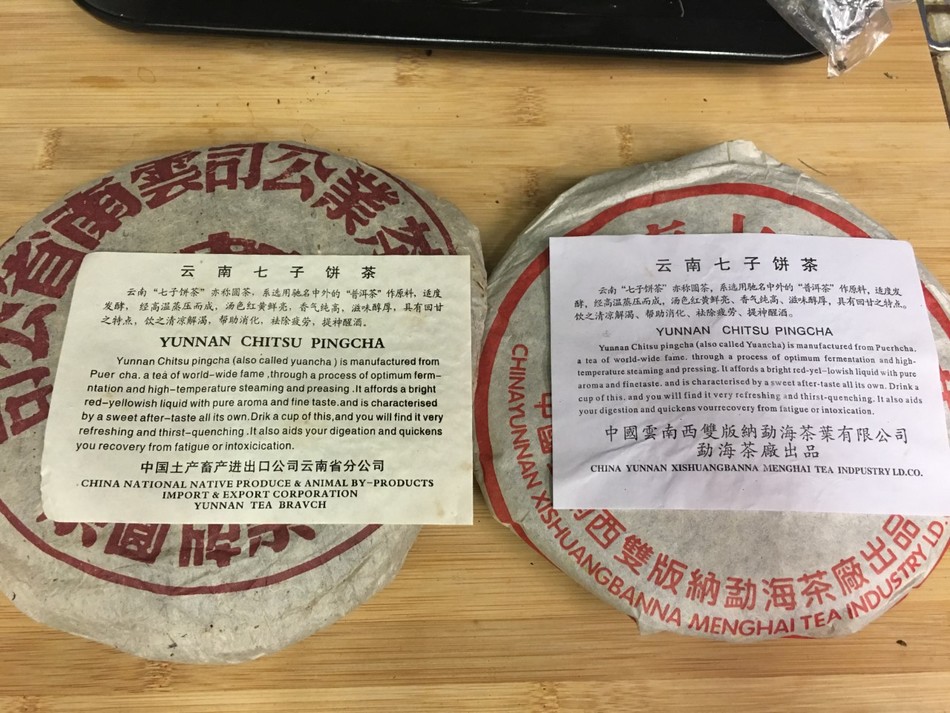 司公省南雲司公業茶
云南七子饼茶
云南“七子饼茶”亦称圆茶，系选用驰名中外的“普洱茶”作原料，适度
发酵，经高温蒸压而成，汤色红黄鲜亮，香气纯高，滋味醇厚，具有回甘
之特点，饮之清凉解渴，帮助消化，祛除疲劳，提神醒酒。
YUNNAN CHITSU PINGCHA
Yunnan Chitsu pingcha (also called yuancha) is manufactured from
Puer cha. a tea of world-wide fame ,through a process of optimum ferm-
ntation and high-temperature steaming and preasing .It affords a bright
red-yellowish liquid with pure aroma and fine taste.and is characterised
by a sweet after-taste all its own.Drik a cup of this,and you will find it very
refreshing and thirst-quenching .It also aids your digeation and quickens
you recovery from fatigue or intoxicication.
中国土产畜产进出口公司云南省分公司
CHINA NATIONAL NATIVE PRODUCE & ANIMAL BY-PRODUCTS
IMPORT & EXPORT CORPORATION
YUNNAN TEA BRAVCH
云南七子饼茶
云南“七子饼茶”亦称圆茶，系选用驰名中外的“普洱茶”作原料，适度发
酵，经高温蒸压而成，汤色红黄鲜亮、香气纯高，滋味醇厚，具有回甘之特点，
饮之清凉解渴、帮助消化、祛除疲劳、提神醒酒。
YUNNAN CHITSU PINGCHA
Yunnan Chitsu pingcha (also called Yuancha) is manufactured from Puerhcha.
a tea of world-wide fame. through a process of optimum fermentation and high-
temperature steaming and pressing. It affords a bright red-yel-lowish liquid with pure
aroma and finetaste. and is characterised by a sweet after-taste all its own. Drink a
cup of this. and you will find it very refreshing and thirst-quenching. It also aids
your digestion and quickens yourrecovery from fatigue or intoxication.
中國雲南西雙版納勐海茶葉有限公司
勐海茶廠出品
CHINA YUNNAN XISHUANGBANNA MENGHAI TEA INDPUSTRY LD.CO.
西雙版納勐海茶廠出品
CHINAYUNNAN XISHUANGBANNA MENGHAI TEA INDUSTRY LD